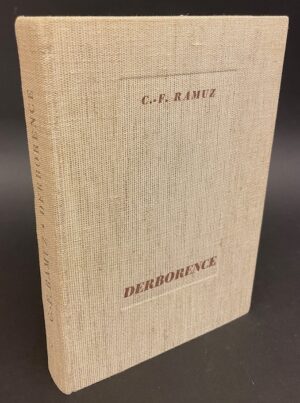 C.-F. RAMUZ
DERBORENCE
C.-F. RAMUZ • DERBORENCE